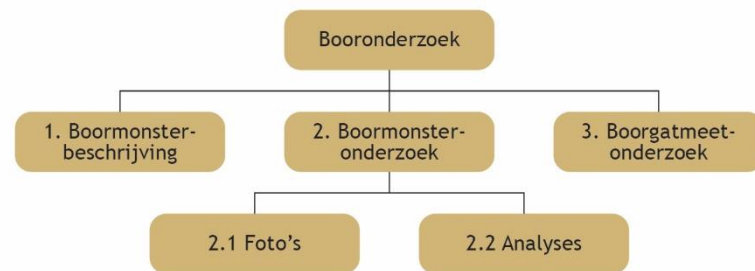 Booronderzoek
1. Boormonster-
beschrijving
2. Boormonster-
onderzoek
3. Boorgatmeet-
onderzoek
2.1 Foto's
2.2 Analyses